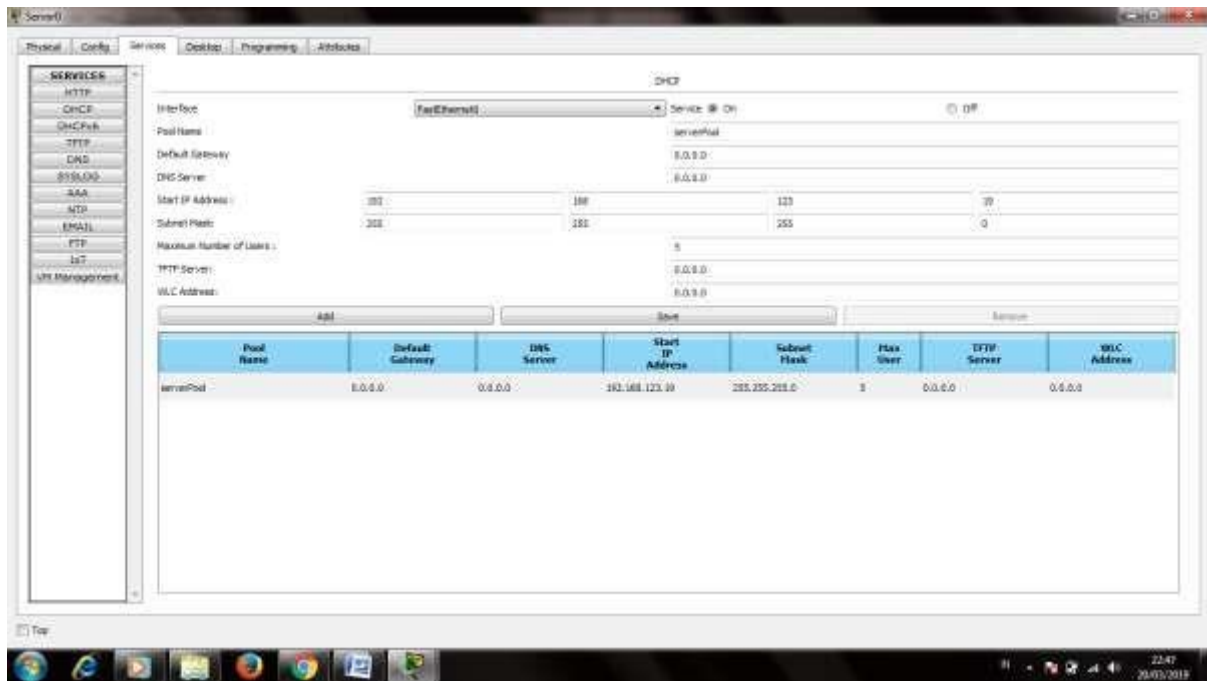 Server0
Physical Config Services Desktop Programming Attributes
SERVICES
HTTP
DHCP
DHCPv6
TFTP
DNS
SYSLOG
AAA
NTP
EMAIL
FTP
IoT
VM Management
DHCP
Interface FastEthernet0 Service On Off
Pool Name serverPool
Default Gateway 0.0.0.0
DNS Server 0.0.0.0
Start IP Address : 192 168 123 10
Subnet Mask: 255 255 255 0
Maximum Number of Users : 5
TFTP Server: 0.0.0.0
WLC Address: 0.0.0.0
Add Save Remove
Pool Name Default Gateway DNS Server Start IP Address Subnet Mask Max User TFTP Server WLC Address
serverPool 0.0.0.0 0.0.0.0 192.168.123.10 255.255.255.0 5 0.0.0.0 0.0.0.0
Top
22:47
20/03/2019